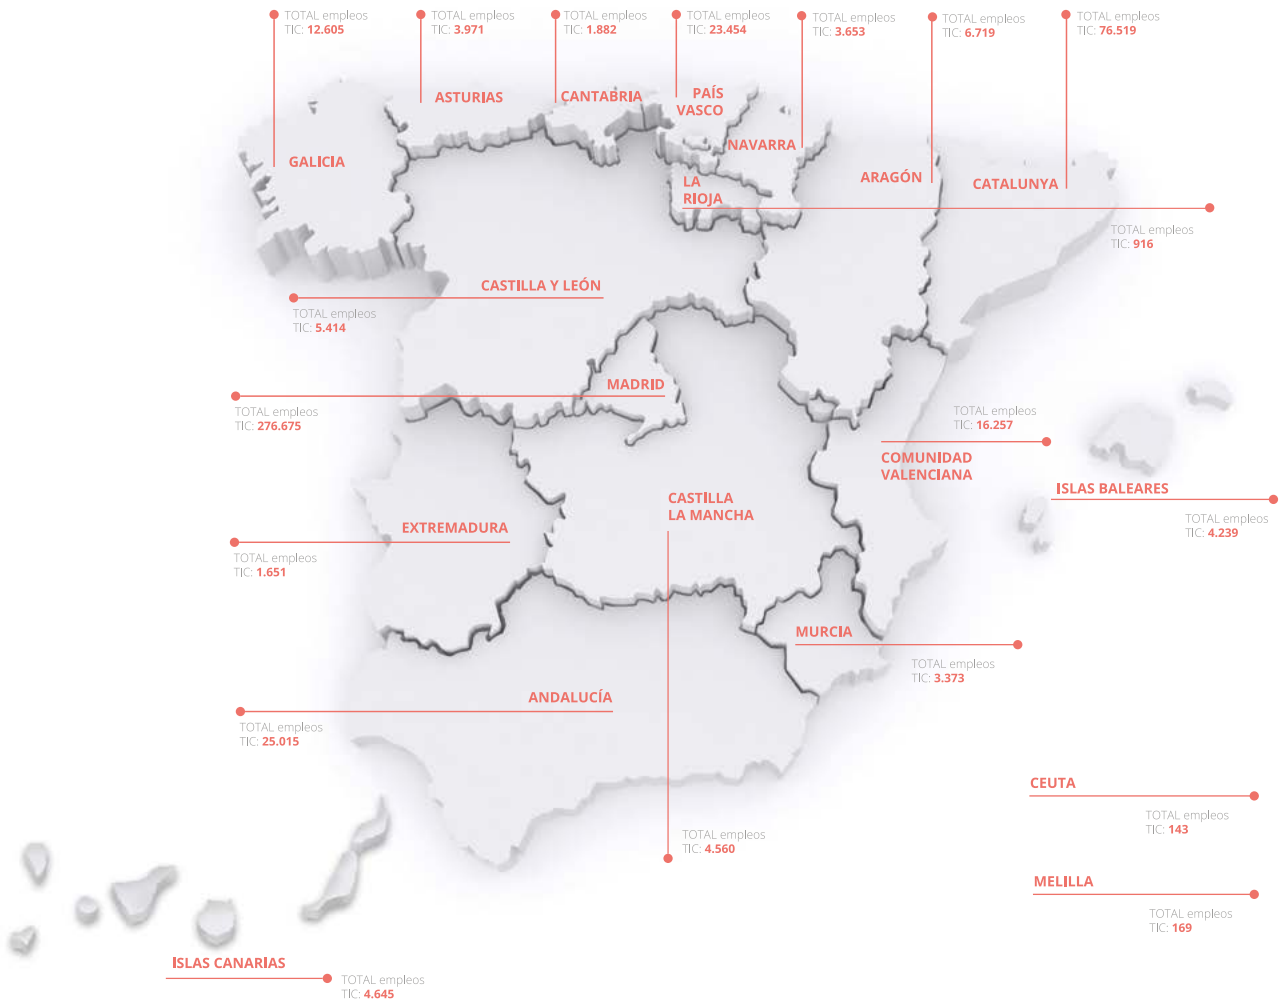 TOTAL empleos
TIC: 12.605
TOTAL empleos
TIC: 3.971
TOTAL empleos
TIC: 1.882
TOTAL empleos
TIC: 23.454
TOTAL empleos
TIC: 3.653
TOTAL empleos
TIC: 6.719
TOTAL empleos
TIC: 76.519
ASTURIAS
CANTABRIA
PAÍS
VASCO
NAVARRA
GALICIA
ARAGÓN
CATALUNYA
LA
RIOJA
TOTAL empleos
TIC: 916
CASTILLA Y LEÓN
TOTAL empleos
TIC: 5.414
MADRID
TOTAL empleos
TIC: 276.675
TOTAL empleos
TIC: 16.257
COMUNIDAD
VALENCIANA
ISLAS BALEARES
TOTAL empleos
TIC: 4.239
CASTILLA
LA MANCHA
EXTREMADURA
TOTAL empleos
TIC: 1.651
MURCIA
TOTAL empleos
TIC: 3.373
ANDALUCÍA
TOTAL empleos
TIC: 25.015
CEUTA
TOTAL empleos
TIC: 143
TOTAL empleos
TIC: 4.560
MELILLA
TOTAL empleos
TIC: 169
ISLAS CANARIAS
TOTAL empleos
TIC: 4.645